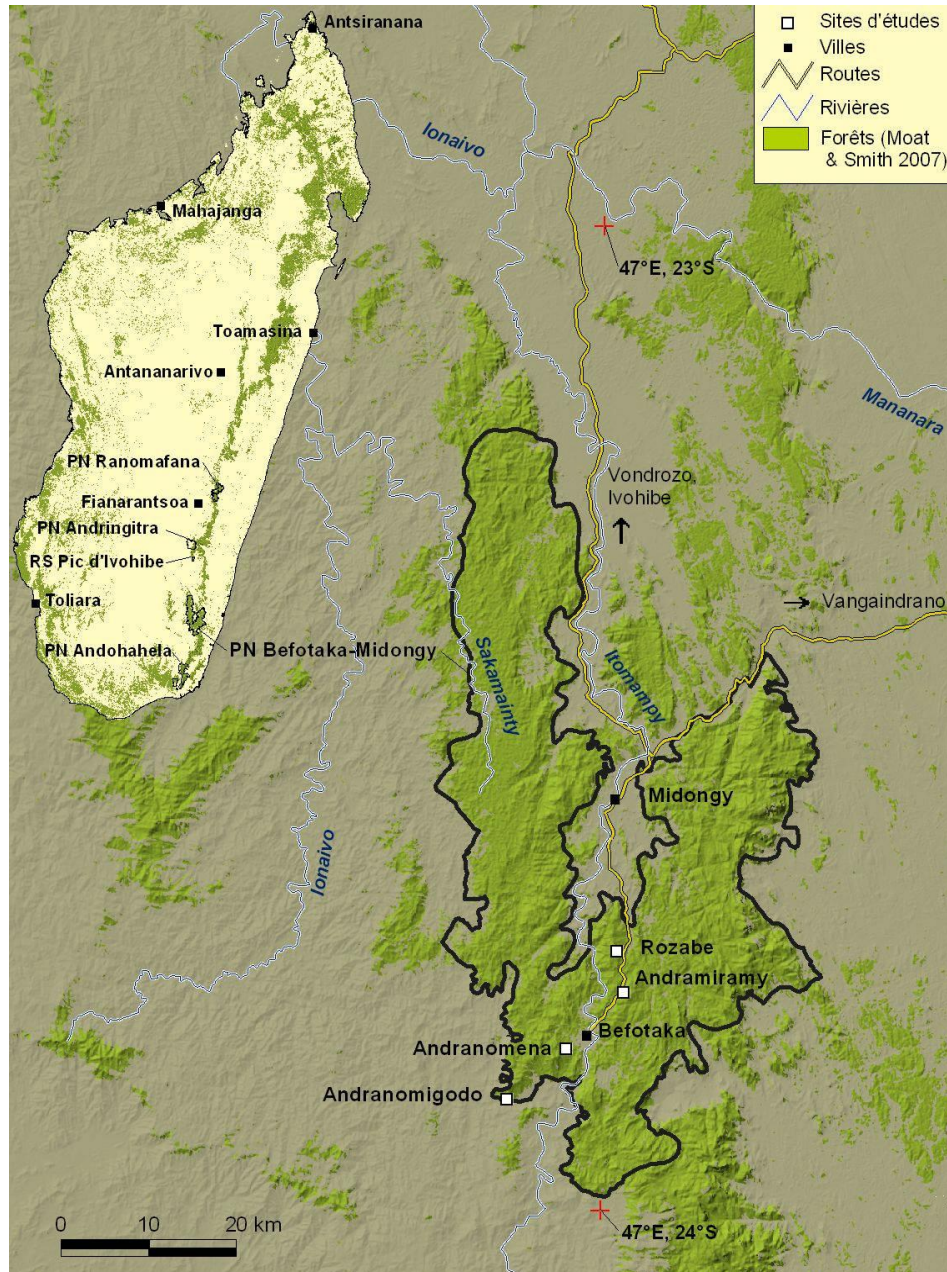 Sites d'études
Villes
Routes
Rivières
Forêts (Moat
& Smith 2007)
Antsiranana
Mahajanga
Toamasina
Antananarivo
PN Ranomafana
Fianarantsoa
PN Andringitra
RS Pic d'Ivohibe
Toliara
PN Andohahela
PN Befotaka-Midongy
Ionaivo
47°E, 23°S
Mananara
Vondrozo,
Ivohibe
Vangaindrano
Sakamainty
Itomampy
Midongy
Ionaivo
Rozabe
Andramiramy
Befotaka
Andranomena
Andranomigodo
47°E, 24°S
0 10 20 km